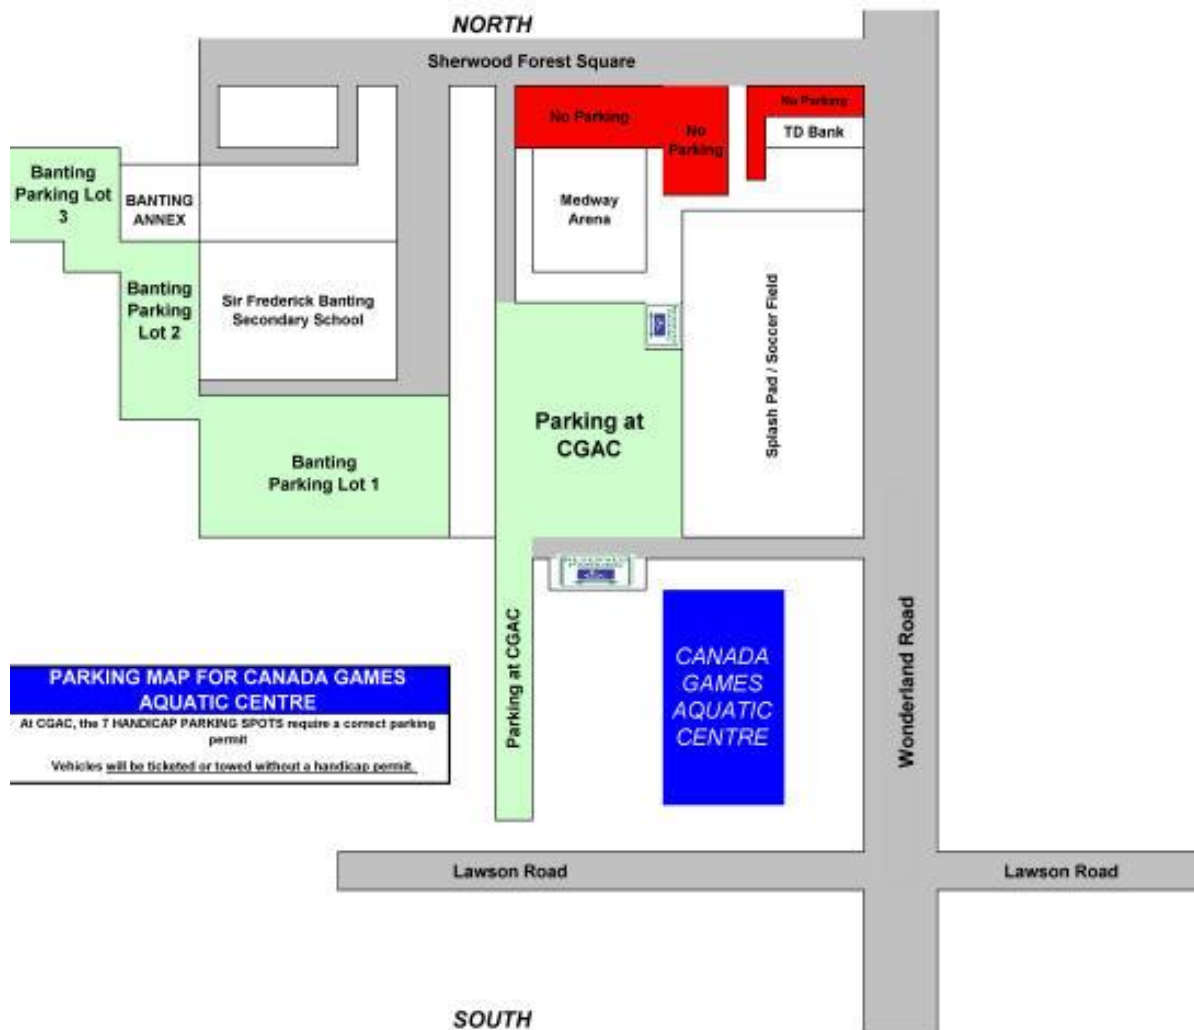 NORTH
Sherwood Forest Square
No Parking
No
Parking
No Parking
TD Bank
Banting
Parking Lot
3
BANTING
ANNEX
Medway
Arena
Banting
Parking
Lot 2
Sir Frederick Banting
Secondary School
Splash Pad / Soccer Field
Parking at
CGAC
Banting
Parking Lot 1
Parking at CGAC
CANADA
GAMES
AQUATIC
CENTRE
Wonderland Road
PARKING MAP FOR CANADA GAMES
AQUATIC CENTRE
At CGAC, the 7 HANDICAP PARKING SPOTS require a correct parking
permit
Vehicles will be ticketed or towed without a handicap permit.
Lawson Road
Lawson Road
SOUTH